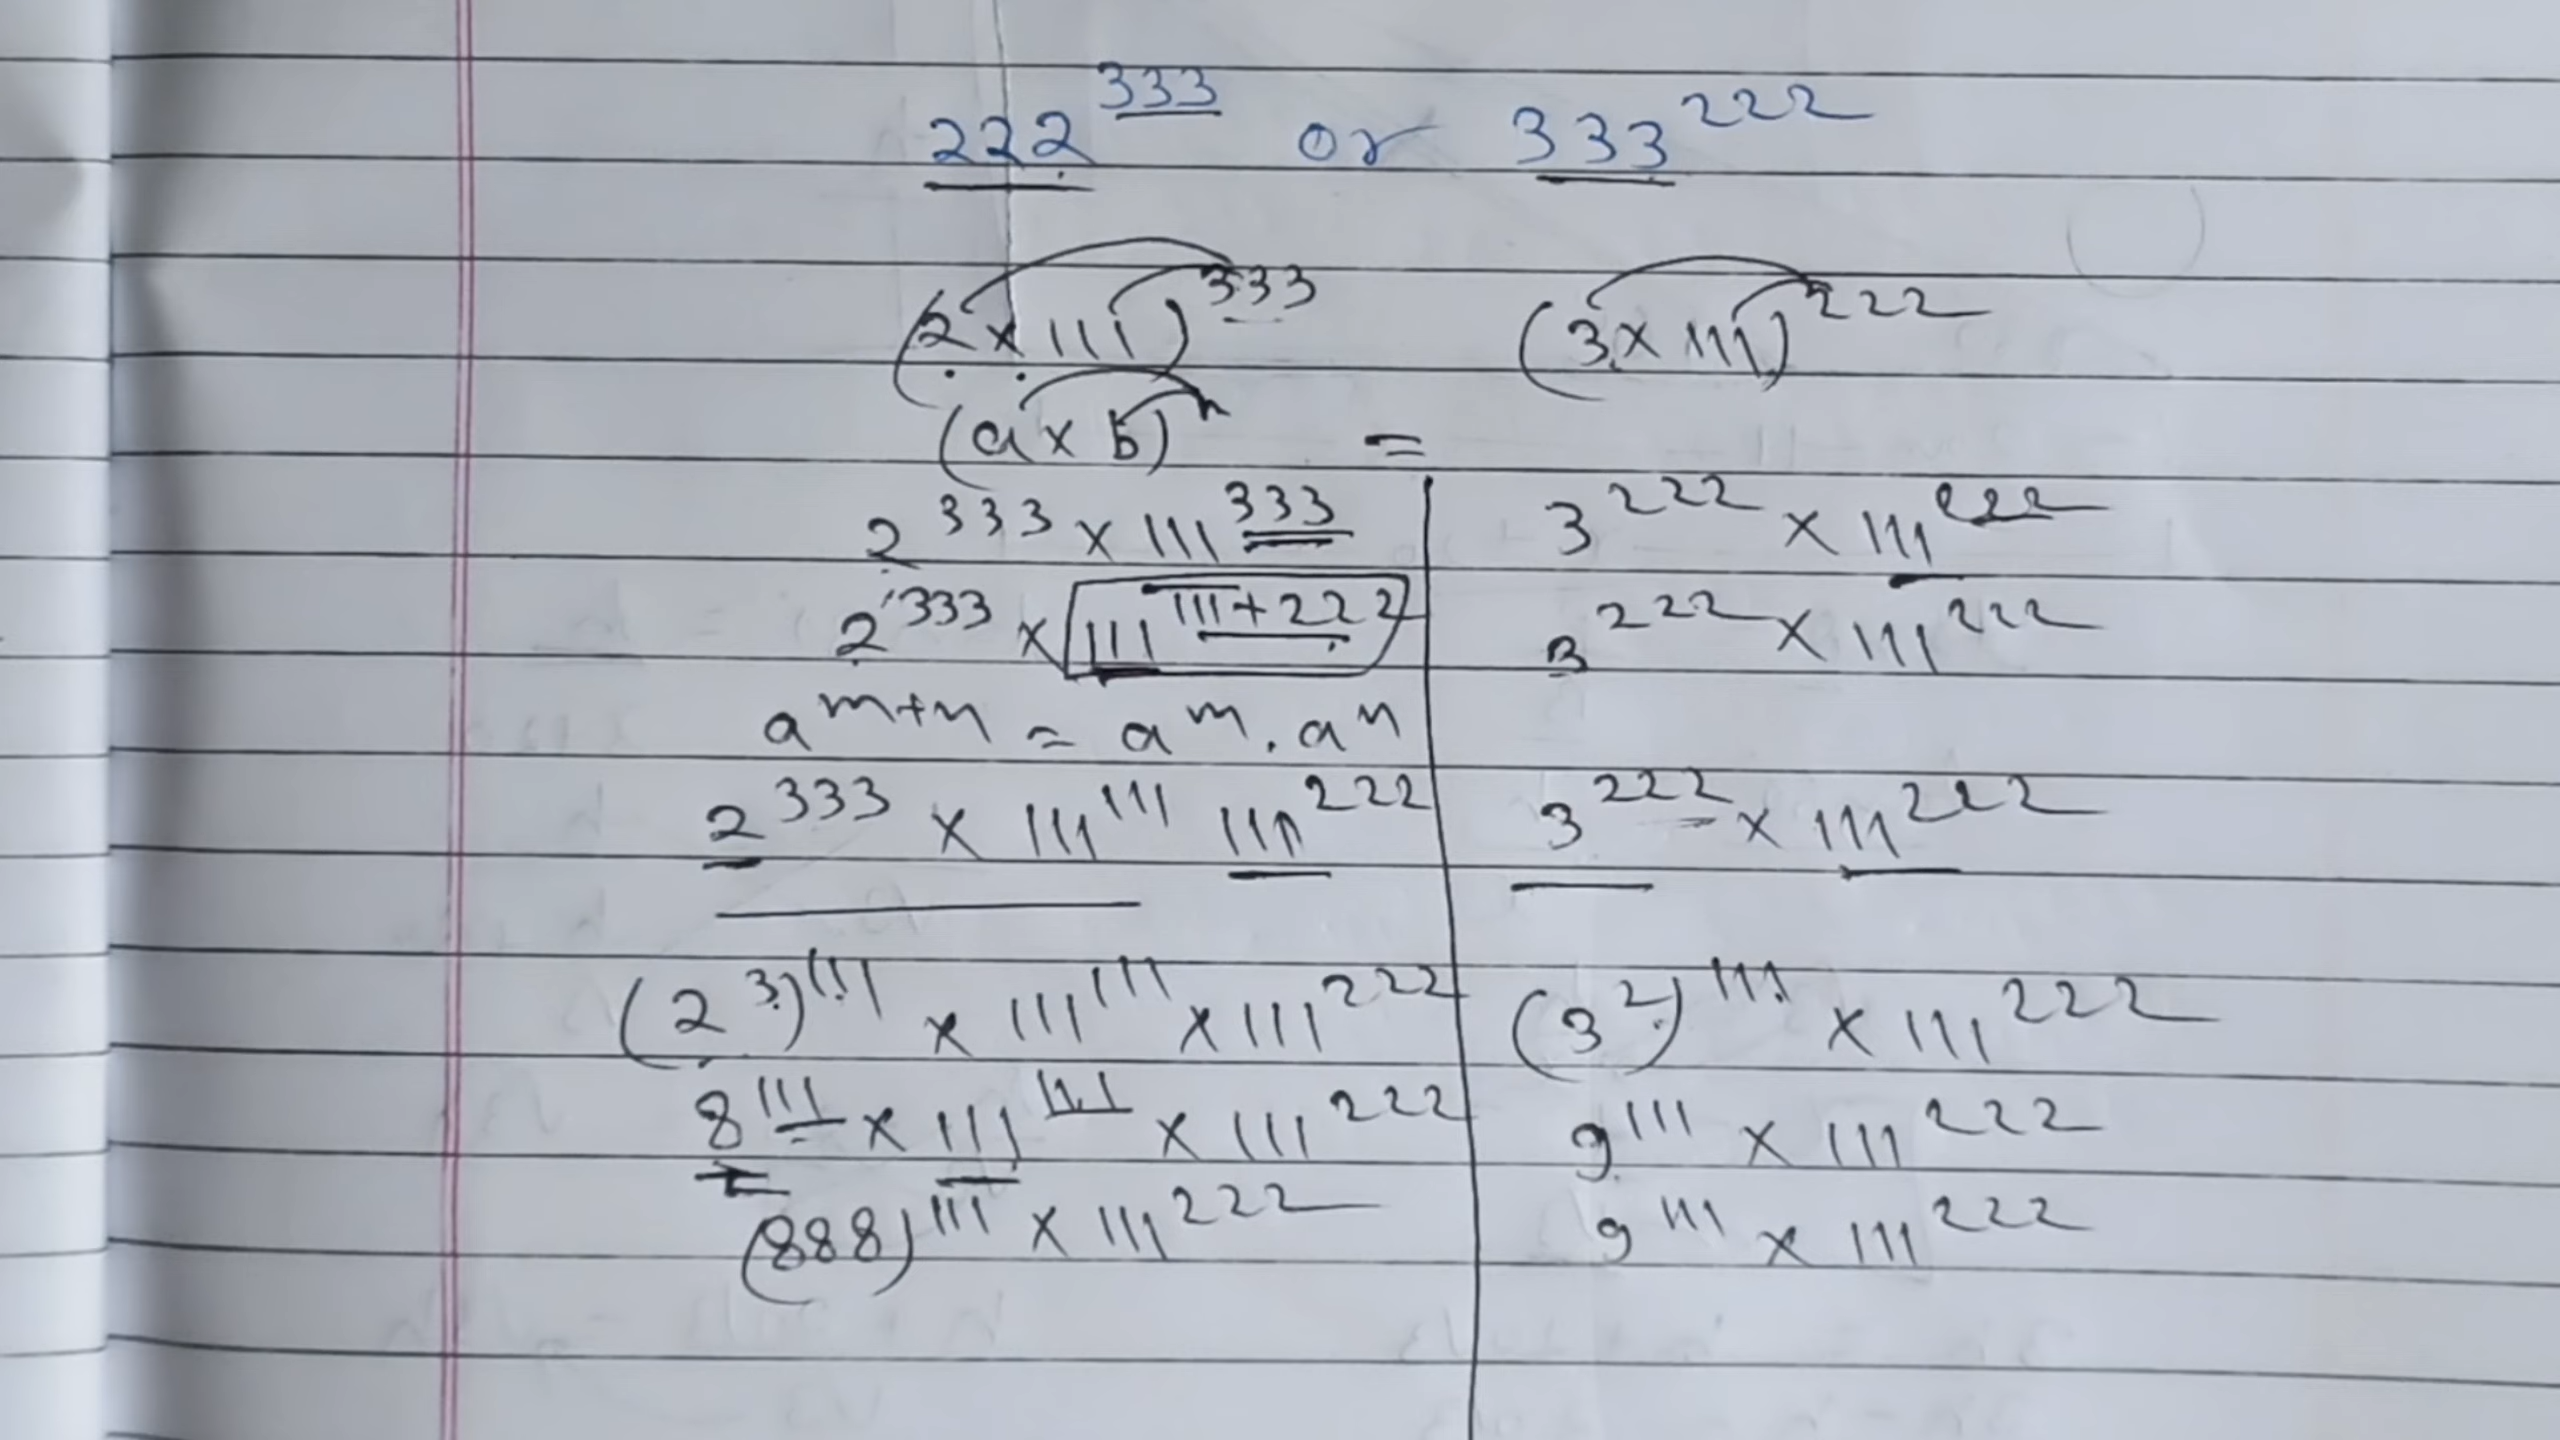 222^333 or 333^222
(2 × 111)^333 (3 × 111)^222
(a × b)^n =
2^333 × 111^333 3^222 × 111^222
2^333 × 111^111+222 3^222 × 111^222
a^m+n = a^m . a^n
2^333 × 111^111 111^222 3^222 × 111^222
(2^3)^111 × 111^111 × 111^222 (3^2)^111 × 111^222
8^111 × 111^111 × 111^222 9^111 × 111^222
(888)^111 × 111^222 9^111 × 111^222